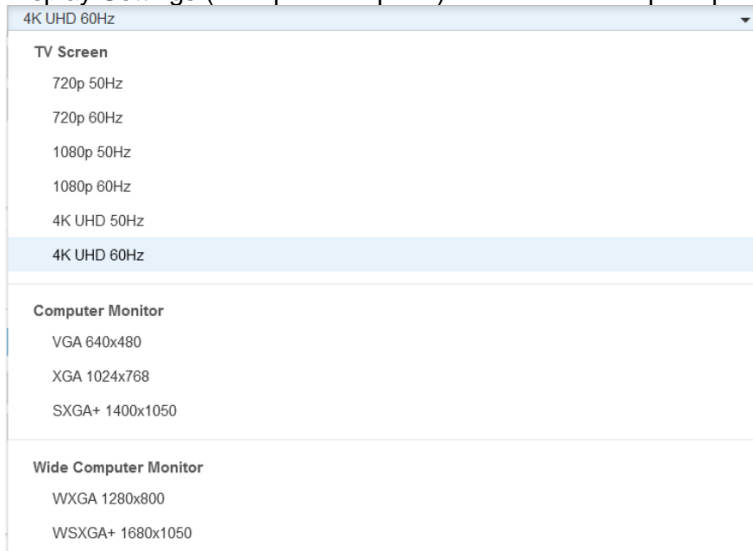 4K UHD 60Hz
TV Screen
720p 50Hz
720p 60Hz
1080p 50Hz
1080p 60Hz
4K UHD 50Hz
4K UHD 60Hz
Computer Monitor
VGA 640x480
XGA 1024x768
SXGA+ 1400x1050
Wide Computer Monitor
WXGA 1280x800
WSXGA+ 1680x1050